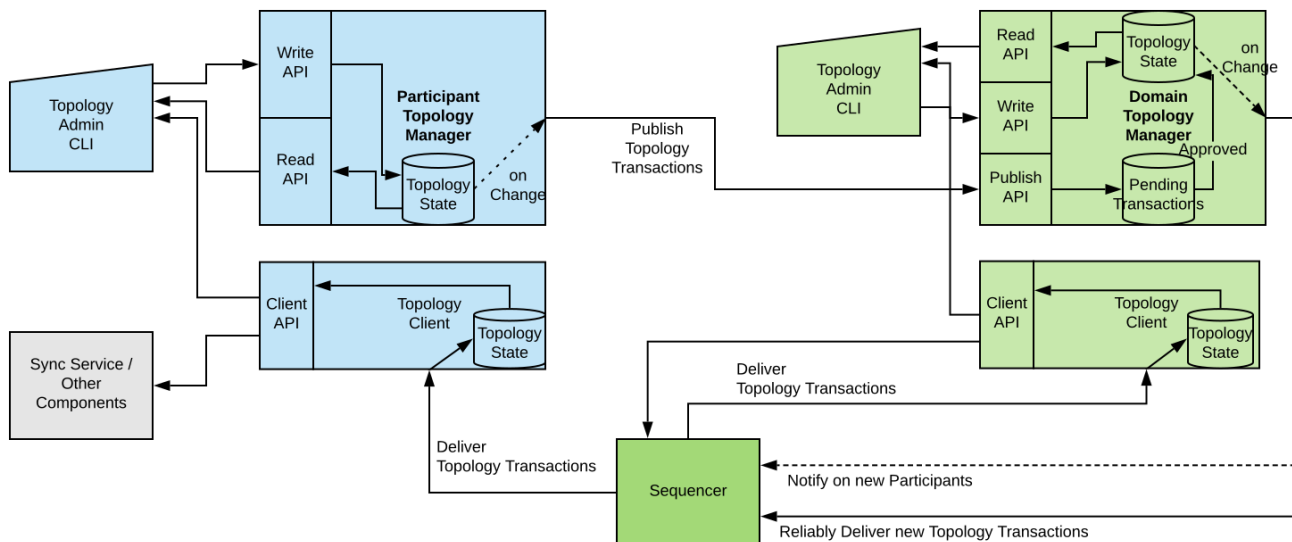 Topology
Admin
CLI
Write
API
Read
API
Participant
Topology
Manager
Topology
State
on
Change
Publish
Topology
Transactions
Topology
Admin
CLI
Read
API
Write
API
Publish
API
Topology
State
on
Change
Domain
Topology
Manager
Approved
Pending
Transactions
Client
API
Topology
Client
Topology
State
Client
API
Topology
Client
Topology
State
Sync Service /
Other
Components
Deliver
Topology Transactions
Deliver
Topology Transactions
Sequencer
Notify on new Participants
Reliably Deliver new Topology Transactions